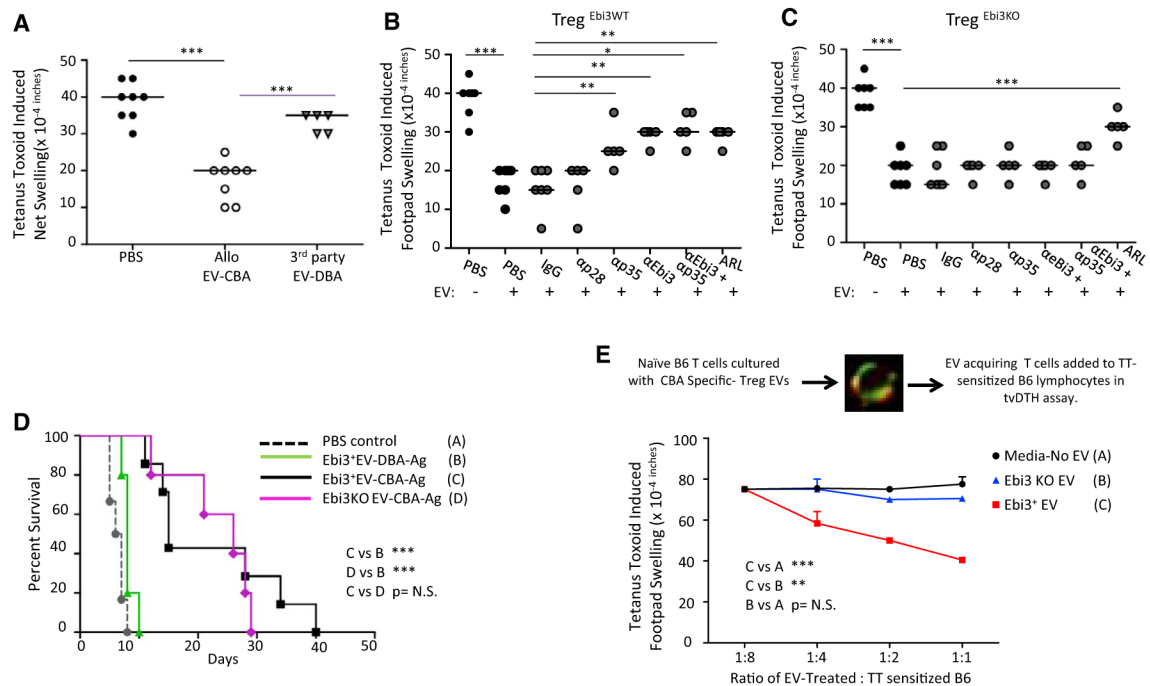 A
Tetanus Toxoid Induced
Net Swelling(x 10-4 inches)
50
40
30
20
10
0
***
***
PBS
Allo
EV-CBA
3rd party
EV-DBA
B
Treg Ebi3WT
Tetanus Toxoid Induced
Footpad Swelling (x10-4 inches)
50
40
30
20
10
0
***
**
*
**
**
PBS
PBS
IgG
αp28
αp35
αEbi3
αEbi3 +
αp35
ARL
EV: - + + + + + + +
C
Treg Ebi3KO
Tetanus Toxoid Induced
Footpad Swelling (x10-4 inches)
50
40
30
20
10
0
***
***
PBS
PBS
IgG
αp28
αp35
αeBi3 +
αEbi3 +
αp35
ARL
EV: - + + + + + + +
D
Percent Survival
100
80
60
40
20
0
0 10 20 30 40 50
Days
PBS control (A)
Ebi3+EV-DBA-Ag (B)
Ebi3+EV-CBA-Ag (C)
Ebi3KO EV-CBA-Ag (D)
C vs B ***
D vs B ***
C vs D p= N.S.
E
Naïve B6 T cells cultured
with CBA Specific- Treg EVs
EV acquiring T cells added to TT-
sensitized B6 lymphocytes in
tvDTH assay.
Tetanus Toxoid Induced
Footpad Swelling (x 10-4 inches)
100
80
60
40
20
0
Media-No EV (A)
Ebi3 KO EV (B)
Ebi3+ EV (C)
C vs A ***
C vs B **
B vs A p= N.S.
1:8 1:4 1:2 1:1
Ratio of EV-Treated : TT sensitized B6